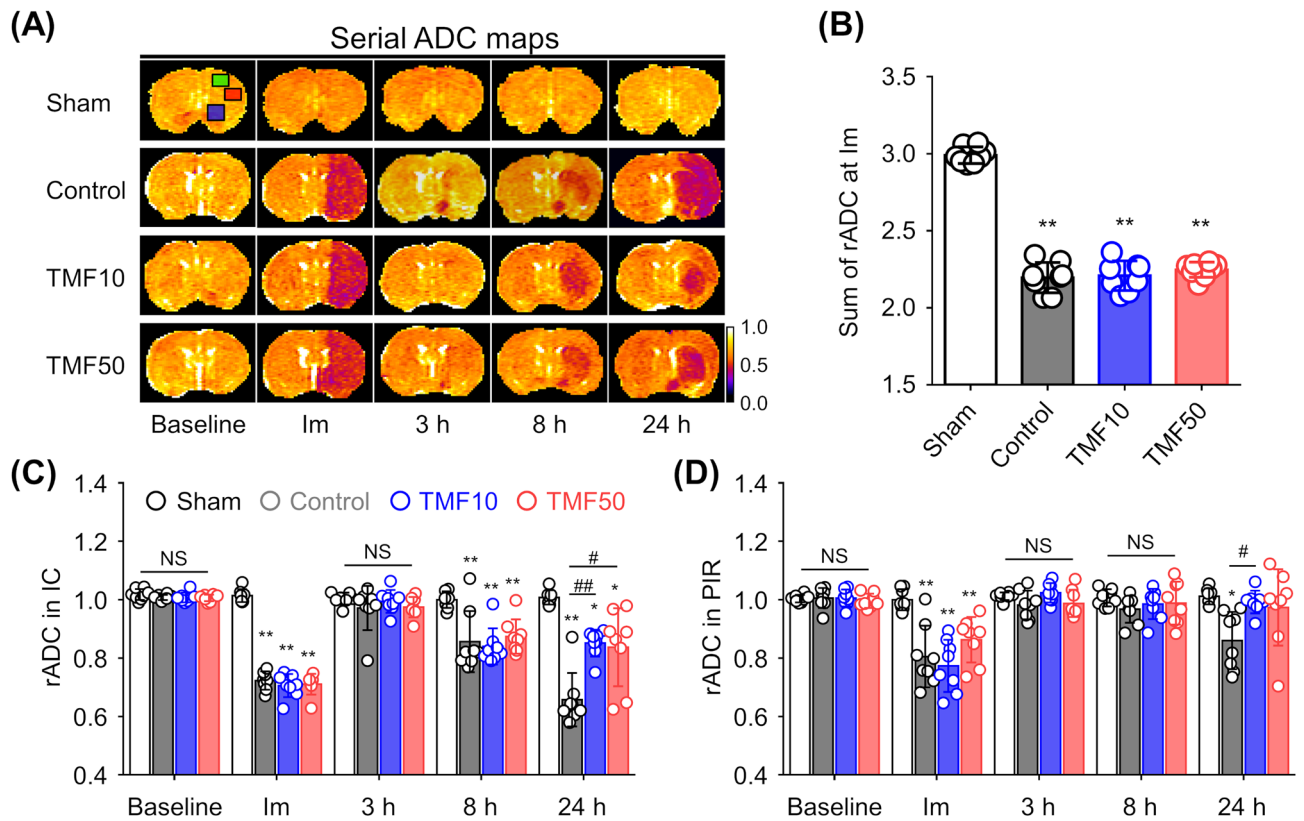 (A)
Serial ADC maps
Sham
Control
TMF10
TMF50
1.0
0.5
0.0
Baseline Im 3 h 8 h 24 h
(B)
Sum of rADC at Im
3.5
3.0
2.5
2.0
1.5
** ** **
Sham Control TMF10 TMF50
(C)
rADC in IC
1.4
1.2
1.0
0.8
0.6
0.4
Sham Control TMF10 TMF50
NS
** ** **
NS
** ** **
#
##
** * *
Baseline Im 3 h 8 h 24 h
(D)
rADC in PIR
1.4
1.2
1.0
0.8
0.6
0.4
NS
** ** **
NS
NS
#
*
Baseline Im 3 h 8 h 24 h